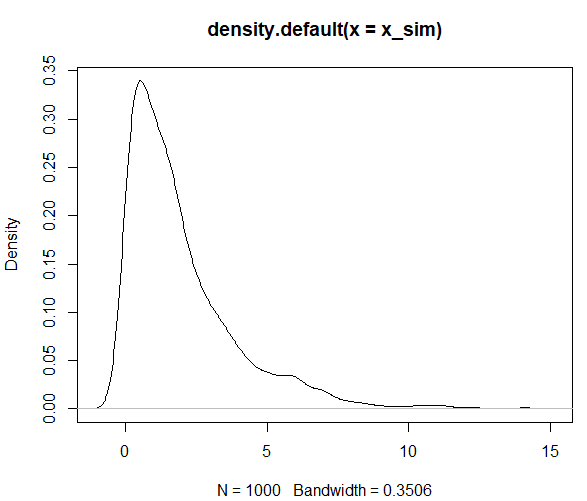 density.default(x = x_sim)
Density
0.35
0.30
0.25
0.20
0.15
0.10
0.05
0.00
0 5 10 15
N = 1000 Bandwidth = 0.3506